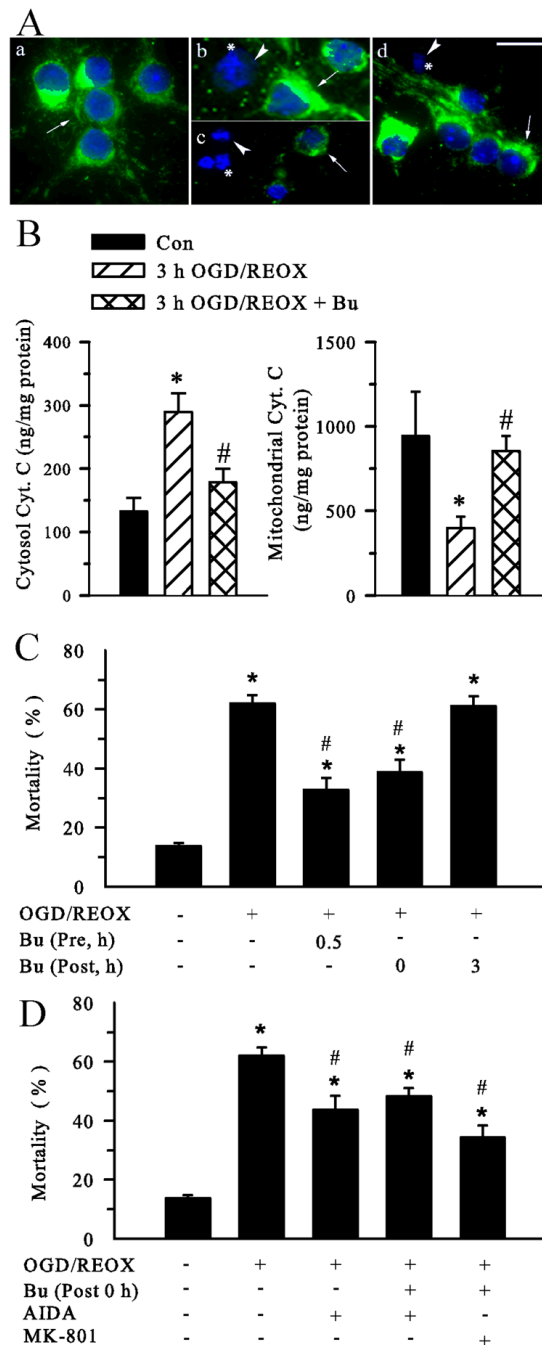 A
a
b
c
d
*
*
*
B
Con
3 h OGD/REOX
3 h OGD/REOX + Bu
Cytosol Cyt. C (ng/mg protein)
400
300
200
100
0
*
#
Mitochondrial Cyt. C
(ng/mg protein)
1500
1000
500
0
*
#
C
Mortality ( % )
80
60
40
20
0
*
#
*
#
*
*
OGD/REOX - + + + +
Bu (Pre, h) - - 0.5 - -
Bu (Post, h) - - - 0 3
D
Mortality ( % )
80
60
40
20
0
*
#
*
#
*
#
*
OGD/REOX - + + + +
Bu (Post 0 h) - - - + +
AIDA - - + + -
MK-801 - - - - +